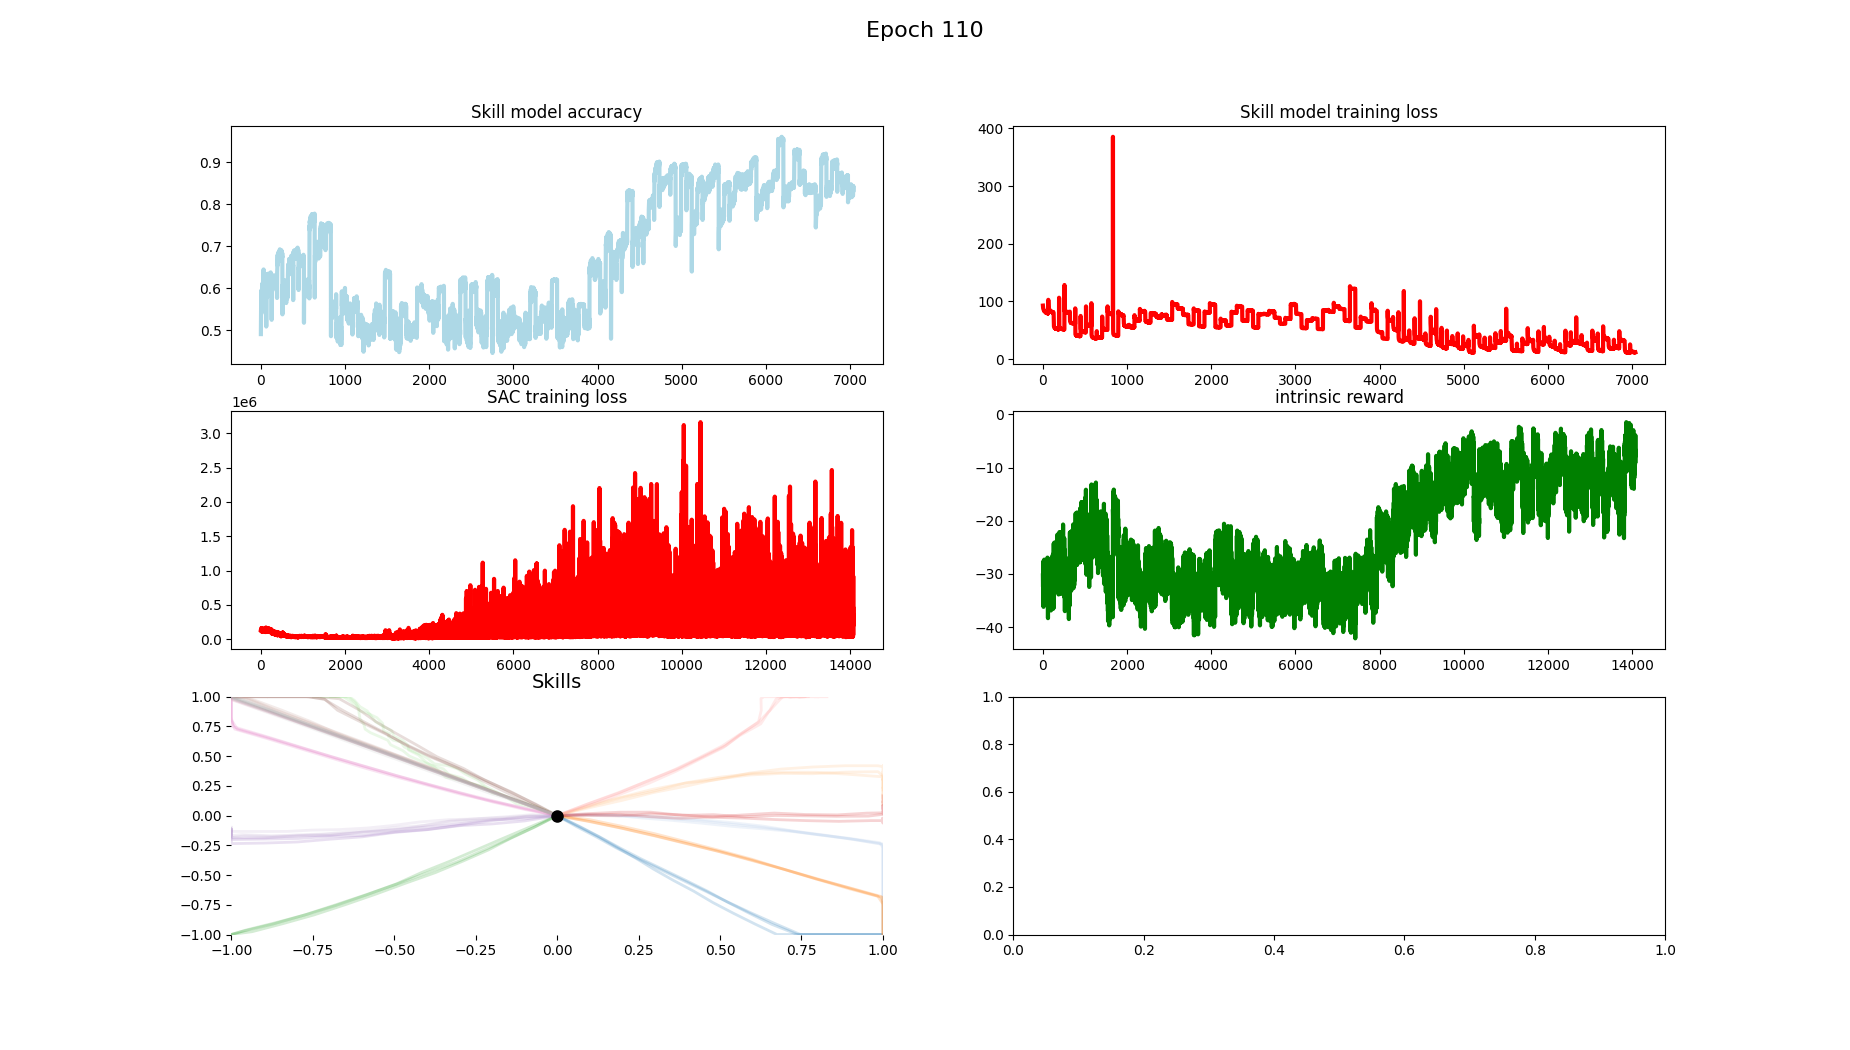 Epoch 110
Skill model accuracy
0.9
0.8
0.7
0.6
0.5
0 1000 2000 3000 4000 5000 6000 7000
Skill model training loss
400
300
200
100
0
0 1000 2000 3000 4000 5000 6000 7000
SAC training loss
1e6
3.0
2.5
2.0
1.5
1.0
0.5
0.0
0 2000 4000 6000 8000 10000 12000 14000
intrinsic reward
0
−10
−20
−30
−40
0 2000 4000 6000 8000 10000 12000 14000
Skills
1.00
0.75
0.50
0.25
0.00
−0.25
−0.50
−0.75
−1.00
−1.00 −0.75 −0.50 −0.25 0.00 0.25 0.50 0.75 1.00
1.0
0.8
0.6
0.4
0.2
0.0
0.0 0.2 0.4 0.6 0.8 1.0